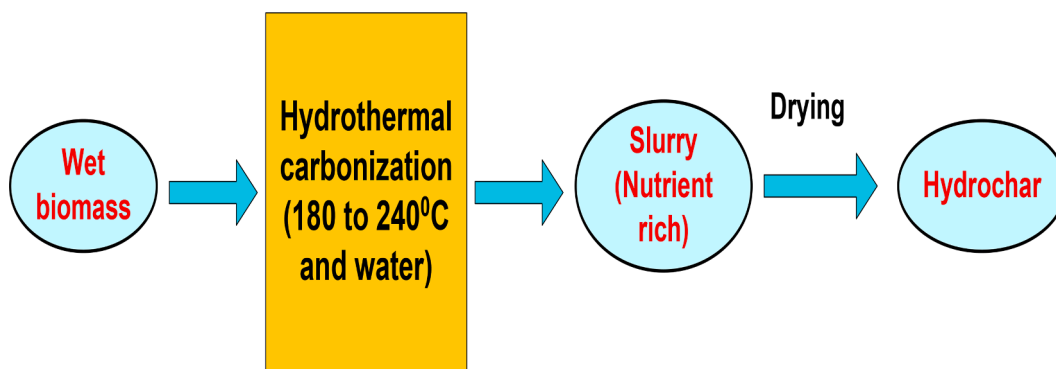 Wet
biomass
Hydrothermal
carbonization
(180 to 240⁰C
and water)
Slurry
(Nutrient
rich)
Drying
Hydrochar